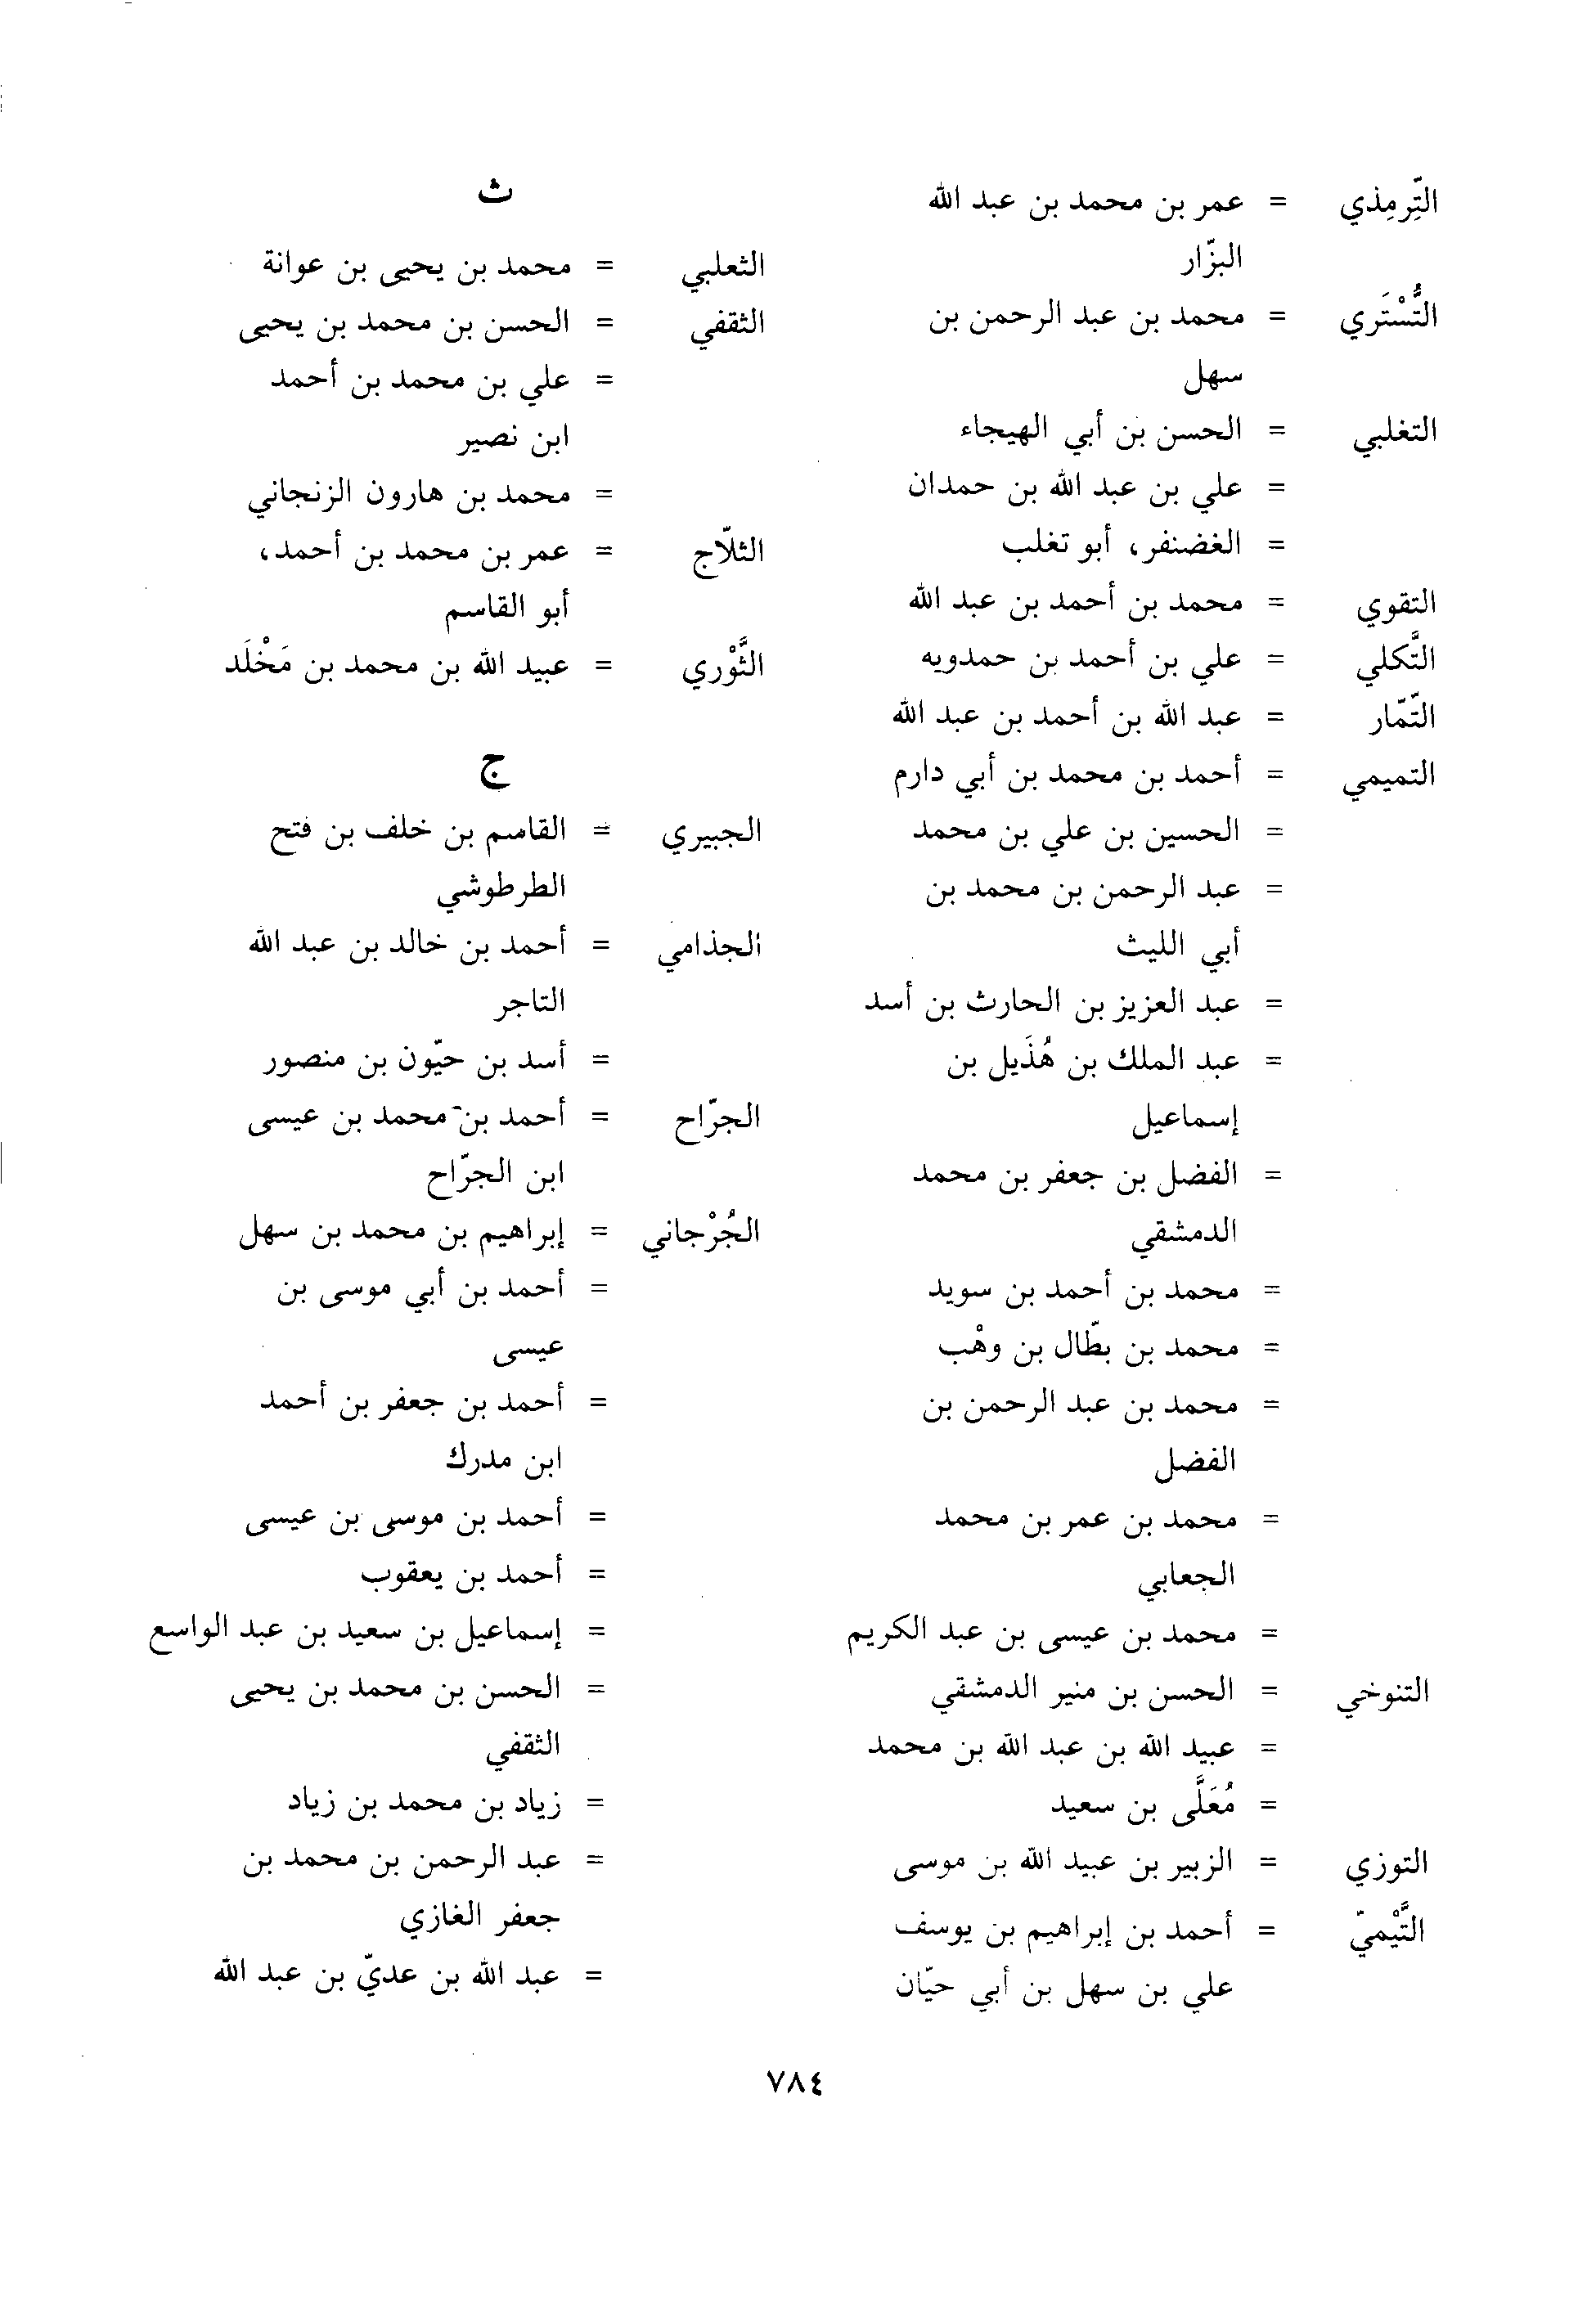 التِّرمِذي = عمر بن محمد بن عبد الله
البزّار
التُّسْتَري = محمد بن عبد الرحمن بن
سهل
التغلبي = الحسن بن أبي الهيجاء
= علي بن عبد الله بن حمدان
= الغضنفر، أبو تغلب
التقوي = محمد بن أحمد بن عبد الله
التَّكلي = علي بن أحمد بن حمدويه
التّمّار = عبد الله بن أحمد بن عبد الله
التميمي = أحمد بن محمد بن أبي دارم
= الحسين بن علي بن محمد
= عبد الرحمن بن محمد بن
أبي الليث
= عبد العزيز بن الحارث بن أسد
= عبد الملك بن هُذَيل بن
إسماعيل
= الفضل بن جعفر بن محمد
الدمشقي
= محمد بن أحمد بن سويد
= محمد بن بطّال بن وهْب
= محمد بن عبد الرحمن بن
الفضل
= محمد بن عمر بن محمد
الجعابي
= محمد بن عيسى بن عبد الكريم
التنوخي = الحسن بن منير الدمشقي
= عبيد الله بن عبد الله بن محمد
= مُعَلَّى بن سعيد
التوزي = الزبير بن عبيد الله بن موسى
التَّيْميّ = أحمد بن إبراهيم بن يوسف
علي بن سهل بن أبي حيّان
ث
الثعلبي = محمد بن يحيى بن عوانة
الثقفي = الحسن بن محمد بن يحيى
= علي بن محمد بن أحمد
ابن نصير
= محمد بن هارون الزنجاني
الثلّاج = عمر بن محمد بن أحمد،
أبو القاسم
الثَّوْري = عبيد الله بن محمد بن مَخْلَد
ج
الجبيري = القاسم بن خلف بن فتح
الطرطوشي
الجذامي = أحمد بن خالد بن عبد الله
التاجر
= أسد بن حيّون بن منصور
الجرّاح = أحمد بن محمد بن عيسى
ابن الجرّاح
الجُرْجاني = إبراهيم بن محمد بن سهل
= أحمد بن أبي موسى بن
عيسى
= أحمد بن جعفر بن أحمد
ابن مدرك
= أحمد بن موسى بن عيسى
= أحمد بن يعقوب
= إسماعيل بن سعيد بن عبد الواسع
= الحسن بن محمد بن يحيى
الثقفي
= زياد بن محمد بن زياد
= عبد الرحمن بن محمد بن
جعفر الغازي
= عبد الله بن عديّ بن عبد الله
٧٨٤